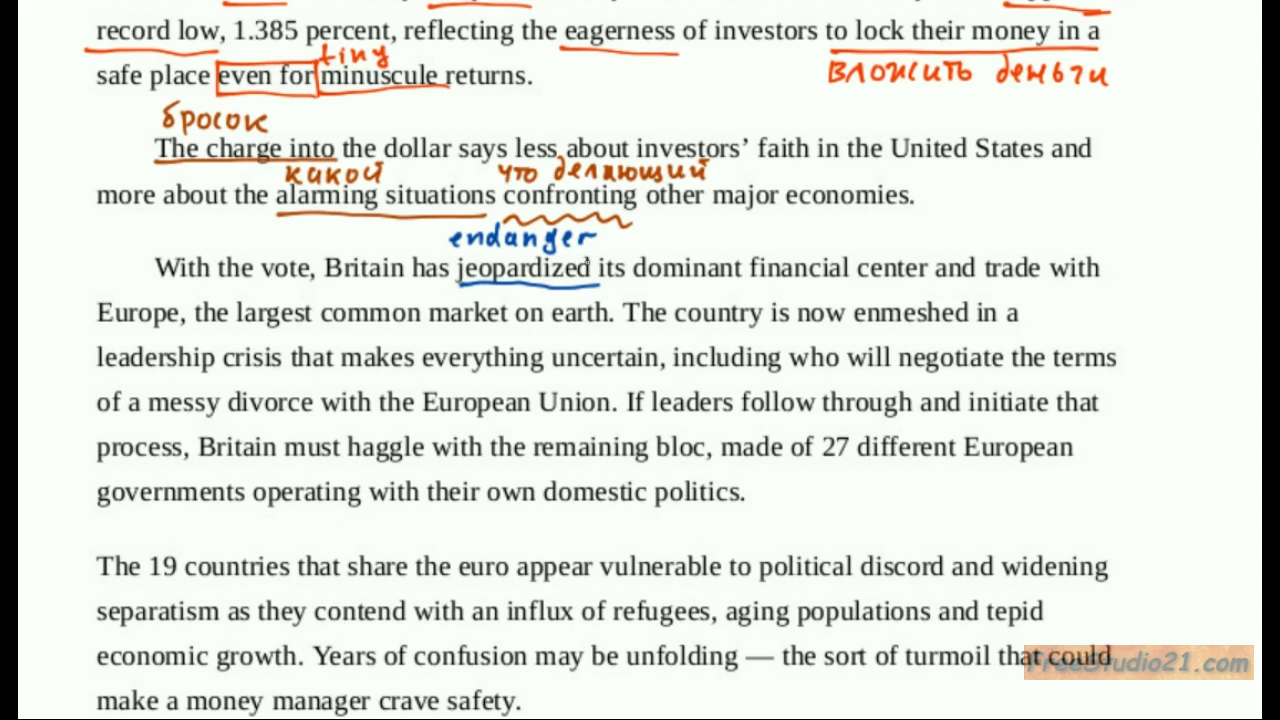 record low, 1.385 percent, reflecting the eagerness of investors to lock their money in a
tiny
safe place even for minuscule returns.
вложить деньги
бросок
The charge into the dollar says less about investors’ faith in the United States and
какой
что делающий
more about the alarming situations confronting other major economies.
endanger
With the vote, Britain has jeopardized its dominant financial center and trade with
Europe, the largest common market on earth. The country is now enmeshed in a
leadership crisis that makes everything uncertain, including who will negotiate the terms
of a messy divorce with the European Union. If leaders follow through and initiate that
process, Britain must haggle with the remaining bloc, made of 27 different European
governments operating with their own domestic politics.
The 19 countries that share the euro appear vulnerable to political discord and widening
separatism as they contend with an influx of refugees, aging populations and tepid
economic growth. Years of confusion may be unfolding — the sort of turmoil that could
FreeStudio21.com
make a money manager crave safety.